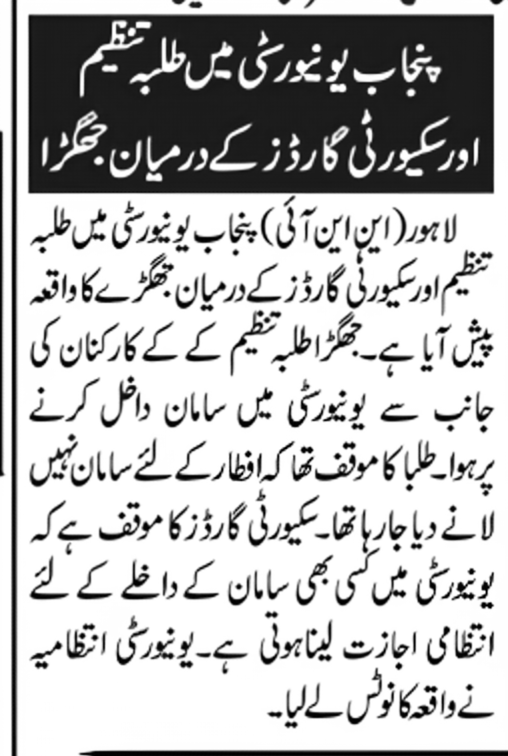 پنجاب یونیورسٹی میں طلبہ تنظیم
اور سکیورٹی گارڈز کے درمیان جھگڑا
لاہور (این این آئی) پنجاب یونیورسٹی میں طلبہ
تنظیم اور سکیورٹی گارڈز کے درمیان جھگڑے کا واقعہ
پیش آیا ہے۔ جھگڑا طلبہ تنظیم کے کے کارکنان کی
جانب سے یونیورسٹی میں سامان داخل کرنے
پر ہوا۔ طلبا کا موقف تھا کہ افطار کے لئے سامان نہیں
لانے دیا جا رہا تھا۔ سکیورٹی گارڈز کا موقف ہے کہ
یونیورسٹی میں کسی بھی سامان کے داخلے کے لئے
انتظامی اجازت لینا ہوتی ہے۔ یونیورسٹی انتظامیہ
نے واقعہ کا نوٹس لے لیا۔